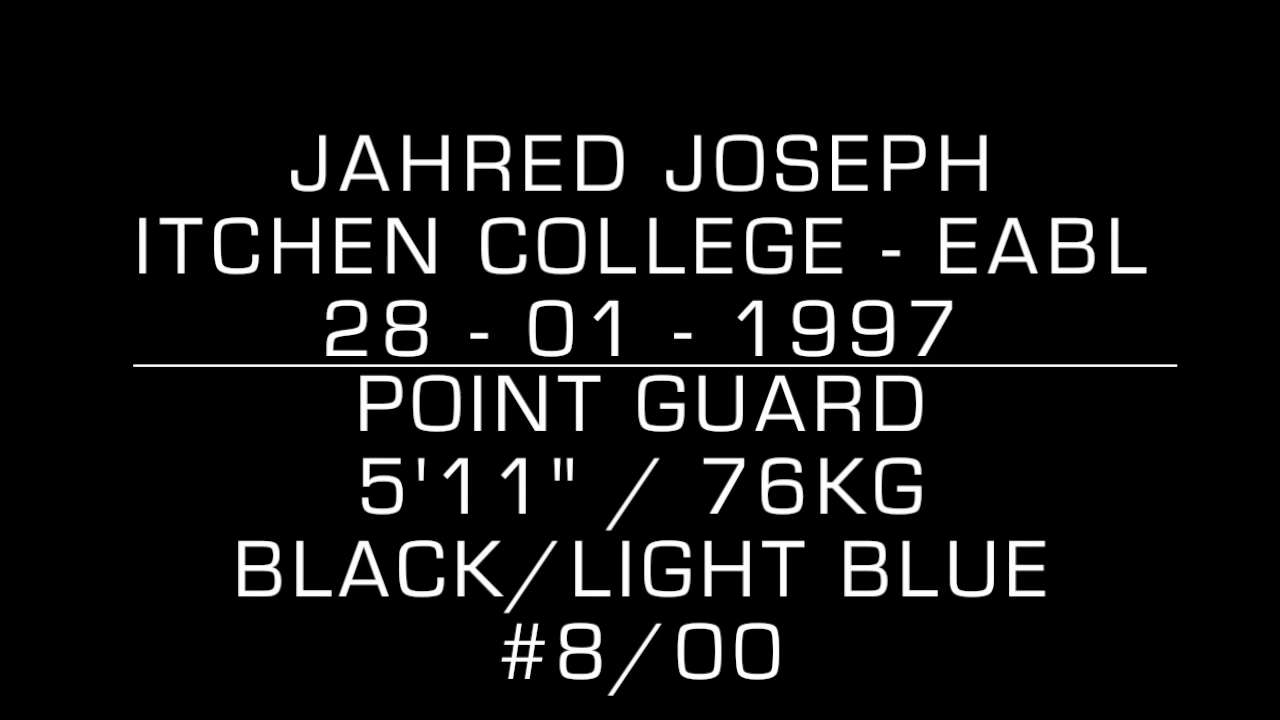 JAHRED JOSEPH
ITCHEN COLLEGE - EABL
28 - 01 - 1997
POINT GUARD
5'11" / 76KG
BLACK/LIGHT BLUE
#8/00